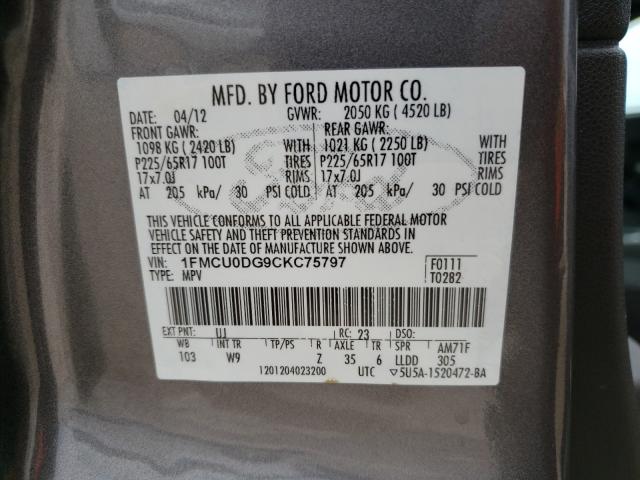 MFD. BY FORD MOTOR CO.
DATE: 04/12 GVWR: 2050 KG ( 4520 LB)
FRONT GAWR: REAR GAWR:
1098 KG ( 2420 LB) WITH 1021 KG ( 2250 LB) WITH
P225/65R17 100T TIRES P225/65R17 100T TIRES
17x7.0J RIMS 17x7.0J RIMS
AT 205 kPa/ 30 PSI COLD AT 205 kPa/ 30 PSI COLD
Ford
THIS VEHICLE CONFORMS TO ALL APPLICABLE FEDERAL MOTOR
VEHICLE SAFETY AND THEFT PREVENTION STANDARDS IN
EFFECT ON THE DATE OF MANUFACTURE SHOWN ABOVE.
VIN: 1FMCU0DG9CKC75797 F0111
TYPE: MPV T0282
EXT PNT: UJ RC: 23 DSO:
WB INT TR TP/PS R AXLE TR SPR AM71F
103 W9 Z 35 6 LLDD 305
1201204023200 UTC ▽5U5A-1520472-BA